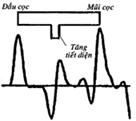 Đầu cọc
Mũi cọc
Tăng
tiết diện